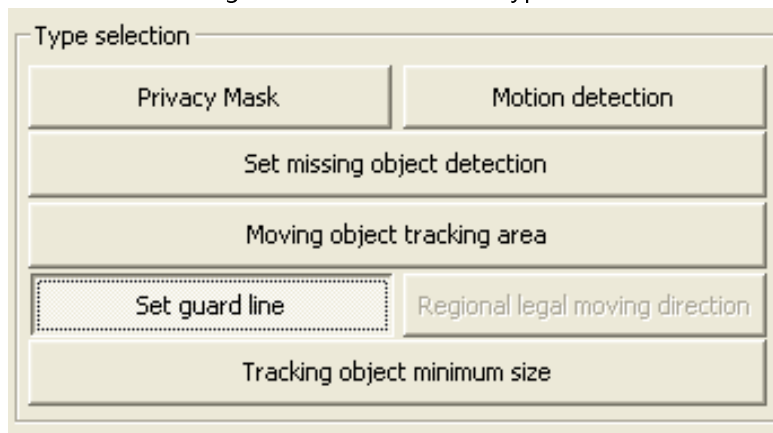 Type selection
Privacy Mask Motion detection
Set missing object detection
Moving object tracking area
Set guard line Regional legal moving direction
Tracking object minimum size